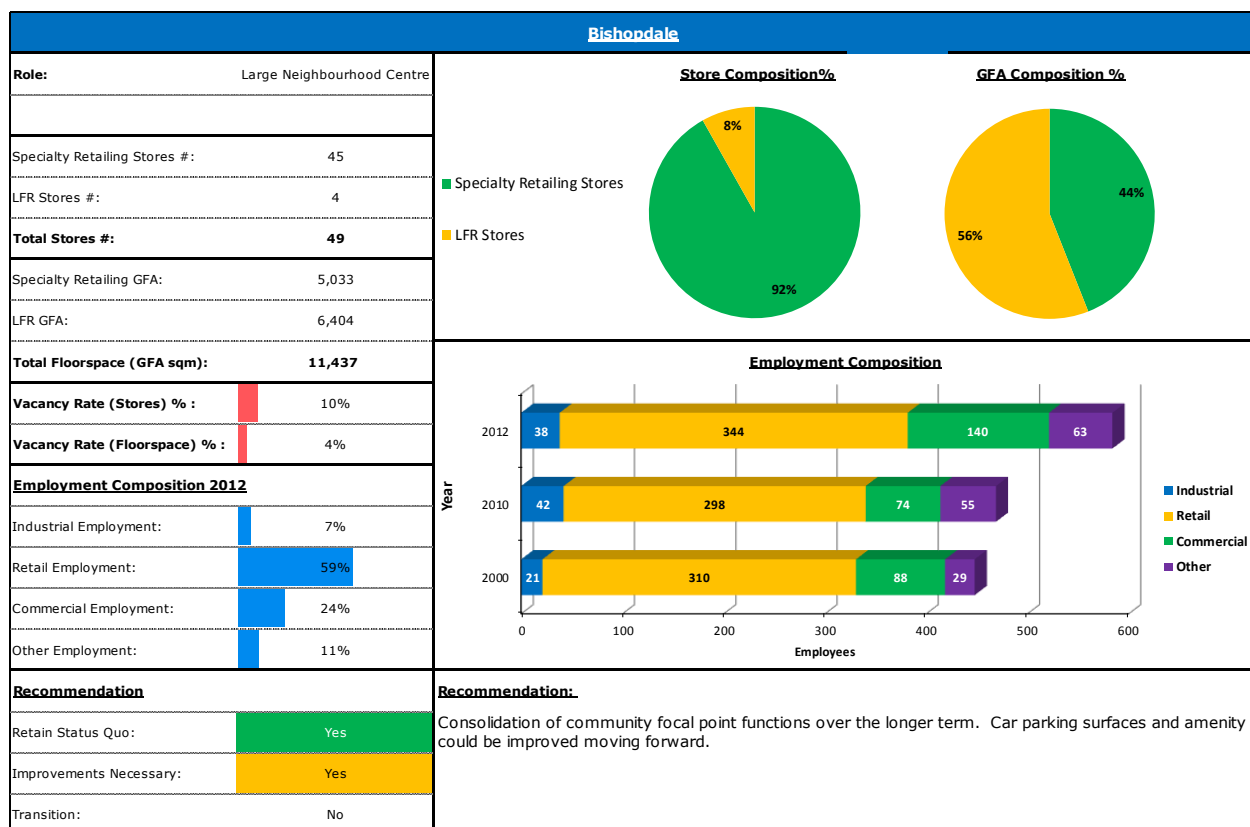 Bishopdale
Role: Large Neighbourhood Centre
Specialty Retailing Stores #: 45
LFR Stores #: 4
Total Stores #: 49
Specialty Retailing GFA: 5,033
LFR GFA: 6,404
Total Floorspace (GFA sqm): 11,437
Vacancy Rate (Stores) % : 10%
Vacancy Rate (Floorspace) % : 4%
Employment Composition 2012
Industrial Employment: 7%
Retail Employment: 59%
Commercial Employment: 24%
Other Employment: 11%
Recommendation
Retain Status Quo: Yes
Improvements Necessary: Yes
Transition: No
Store Composition%
8%
92%
Specialty Retailing Stores
LFR Stores
GFA Composition %
44%
56%
Employment Composition
Year
2012 38 344 140 63
2010 42 298 74 55
2000 21 310 88 29
0 100 200 300 400 500 600
Employees
Industrial
Retail
Commercial
Other
Recommendation:
Consolidation of community focal point functions over the longer term. Car parking surfaces and amenity
could be improved moving forward.